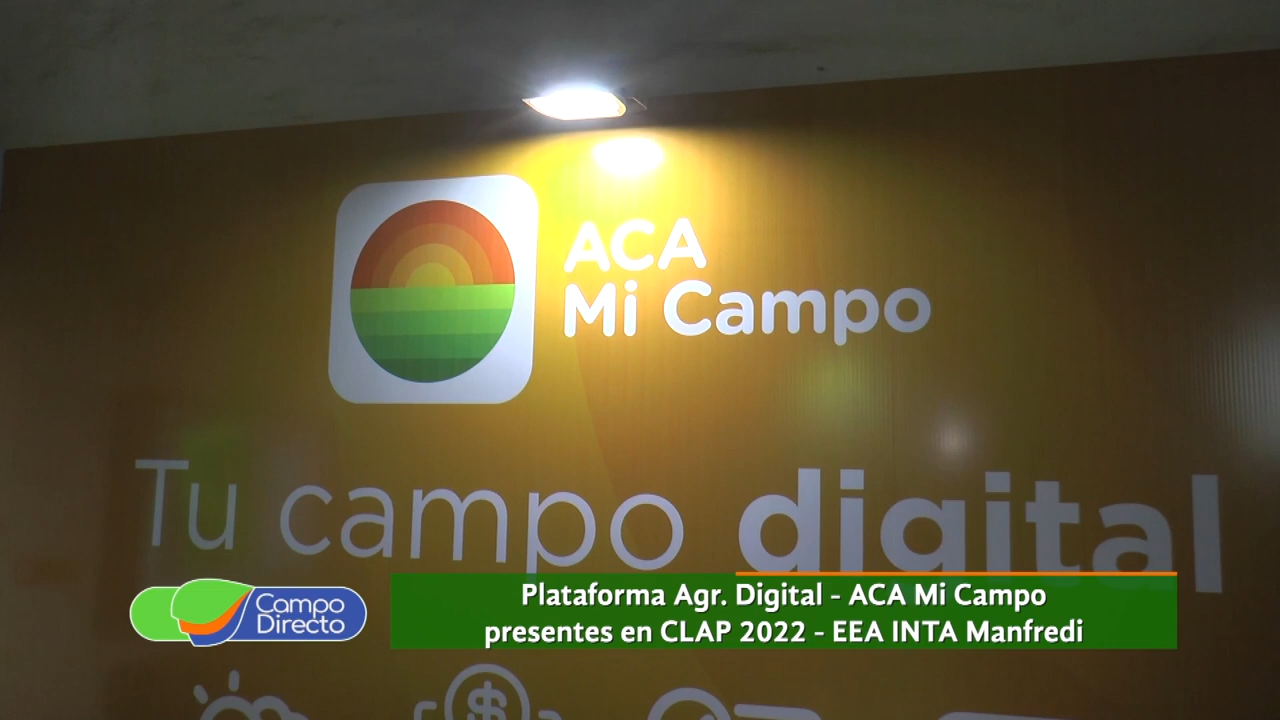 ACA
Mi Campo
Tu campo digital
Campo
Directo
Plataforma Agr. Digital - ACA Mi Campo
presentes en CLAP 2022 - EEA INTA Manfredi
$